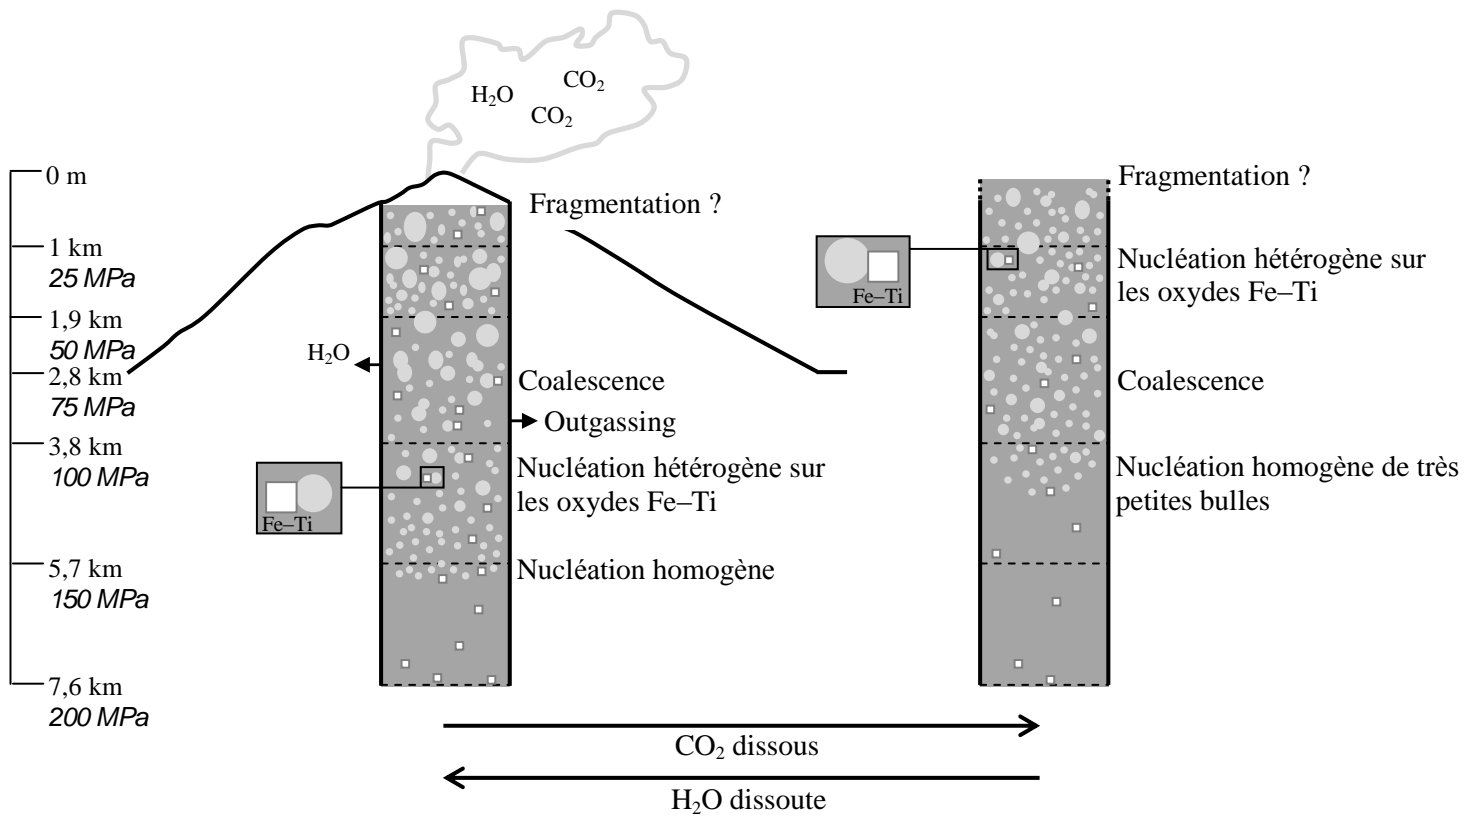 H₂O
CO₂
CO₂
0 m
1 km
25 MPa
1,9 km
50 MPa
2,8 km
75 MPa
3,8 km
100 MPa
5,7 km
150 MPa
7,6 km
200 MPa
Fragmentation ?
H₂O
Coalescence
Outgassing
Nucléation hétérogène sur
les oxydes Fe–Ti
Fe–Ti
Nucléation homogène
Fragmentation ?
Fe–Ti
Nucléation hétérogène sur
les oxydes Fe–Ti
Coalescence
Nucléation homogène de très
petites bulles
CO₂ dissous
H₂O dissoute